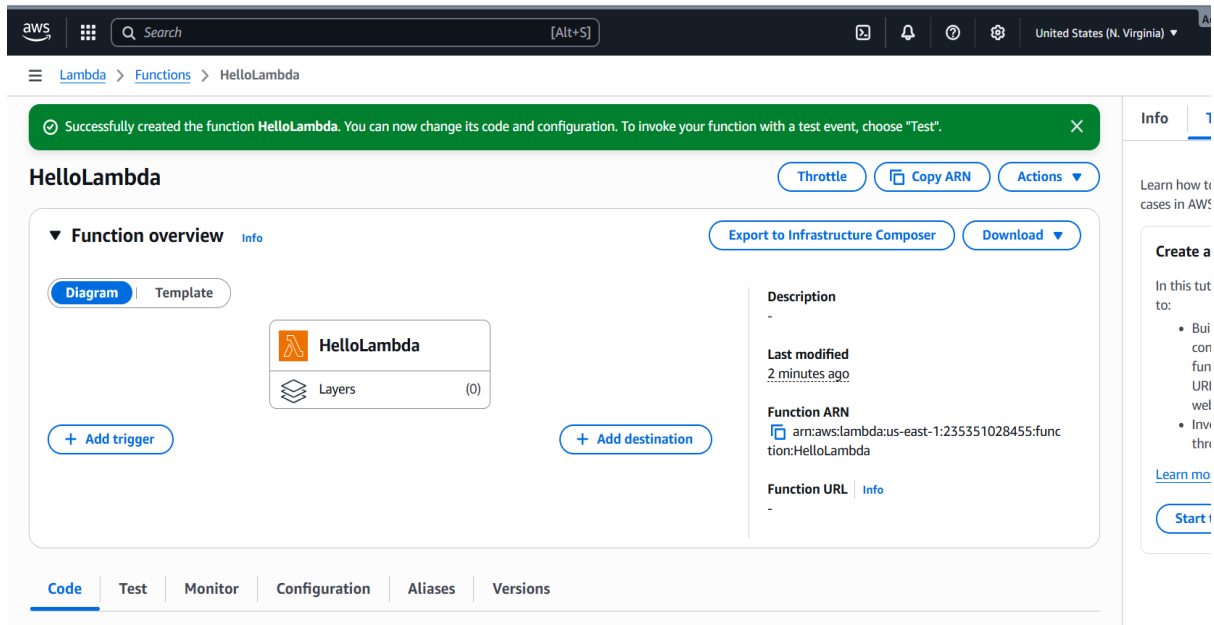 aws
Search [Alt+S]
United States (N. Virginia)
Lambda > Functions > HelloLambda
Successfully created the function HelloLambda. You can now change its code and configuration. To invoke your function with a test event, choose "Test".
Info
HelloLambda
Throttle
Copy ARN
Actions
Learn how
cases in
Function overview Info
Export to Infrastructure Composer
Download
Create a
Diagram
Template
In this
to:
HelloLambda
Layers (0)
Add trigger
Add destination
Description
-
Last modified
2 minutes ago
Function ARN
arn:aws:lambda:us-east-1:235351028455:func
tion:HelloLambda
Function URL Info
-
Learn
Start
Code
Test
Monitor
Configuration
Aliases
Versions